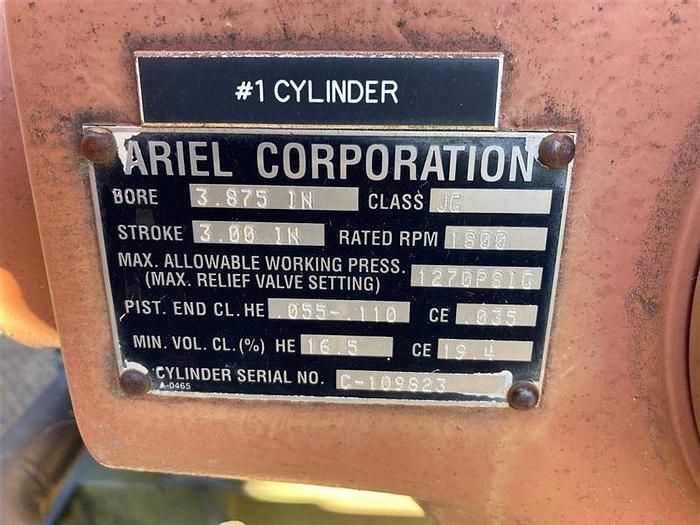 #1 CYLINDER
ARIEL CORPORATION
BORE 3.875 IN CLASS JG
STROKE 3.00 IN RATED RPM 1800
MAX. ALLOWABLE WORKING PRESS.
(MAX. RELIEF VALVE SETTING) 1270PSIG
PIST. END CL. HE .055-.110 CE .035
MIN. VOL. CL. (%) HE 16.5 CE 19.4
CYLINDER SERIAL NO. C-109823
A-0465